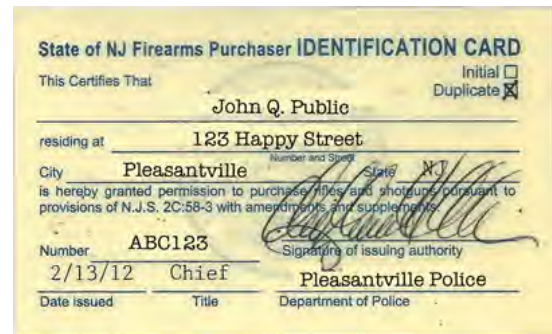 State of NJ Firearms Purchaser IDENTIFICATION CARD
This Certifies That
Initial ☐
Duplicate ☒
John Q. Public
residing at 123 Happy Street
Number and Street
City Pleasantville State NJ
is hereby granted permission to purchase rifles and shotguns pursuant to
provisions of N.J.S. 2C:58-3 with amendments and supplements.
Number ABC123
Signature of issuing authority
2/13/12 Chief Pleasantville Police
Date issued Title Department of Police